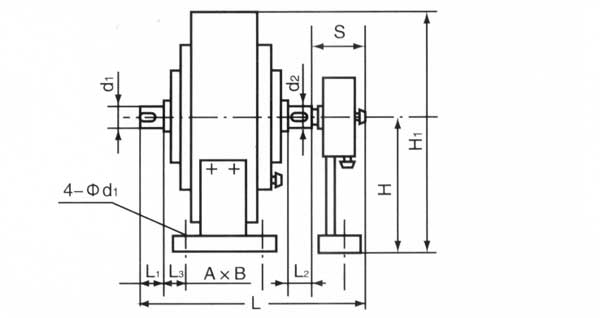 S
d₁
d₂
H₁
H
4-Φd₁
L₁
L₃
A×B
L₂
L